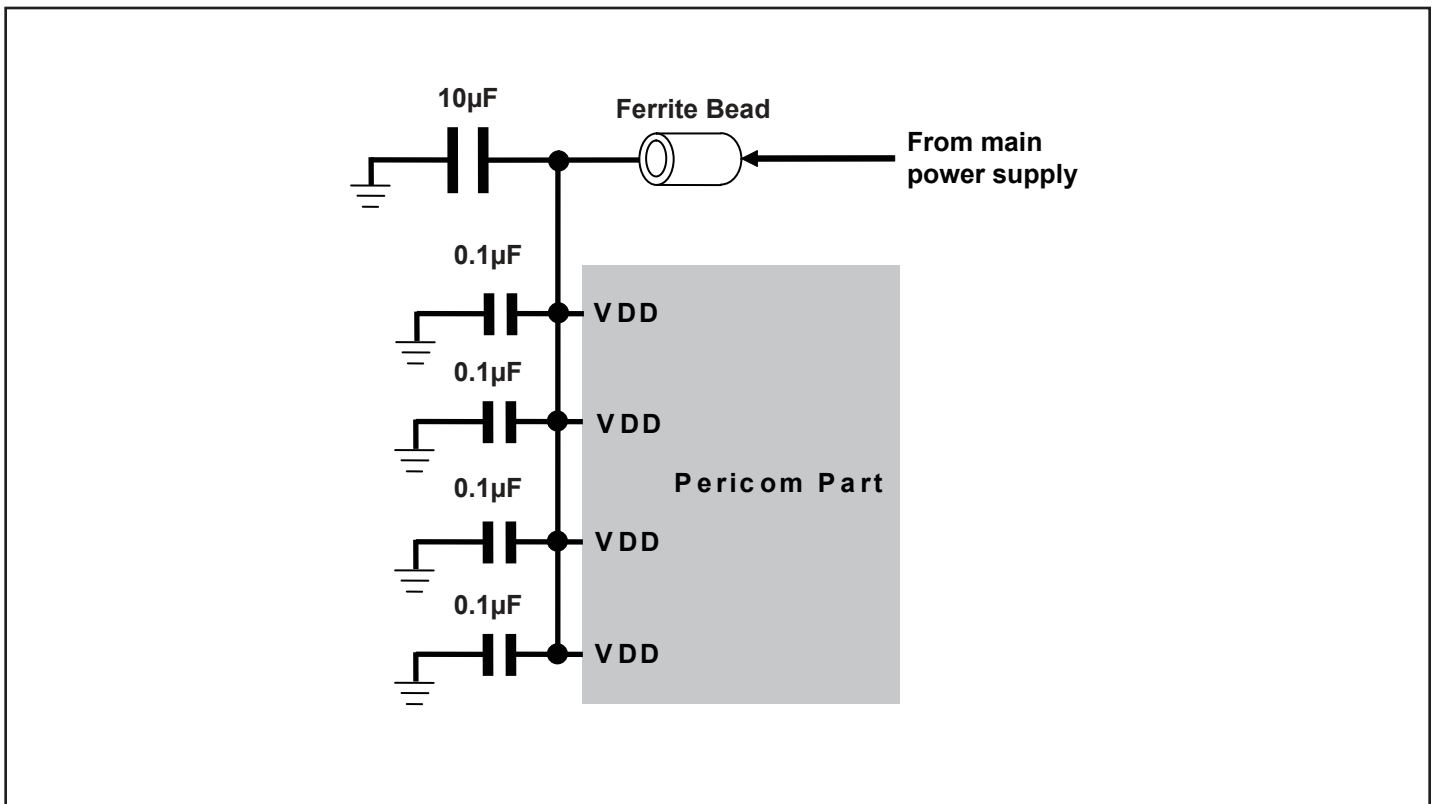 10µF
Ferrite Bead
From main
power supply
0.1µF
VDD
0.1µF
VDD
Pericom Part
0.1µF
VDD
0.1µF
VDD